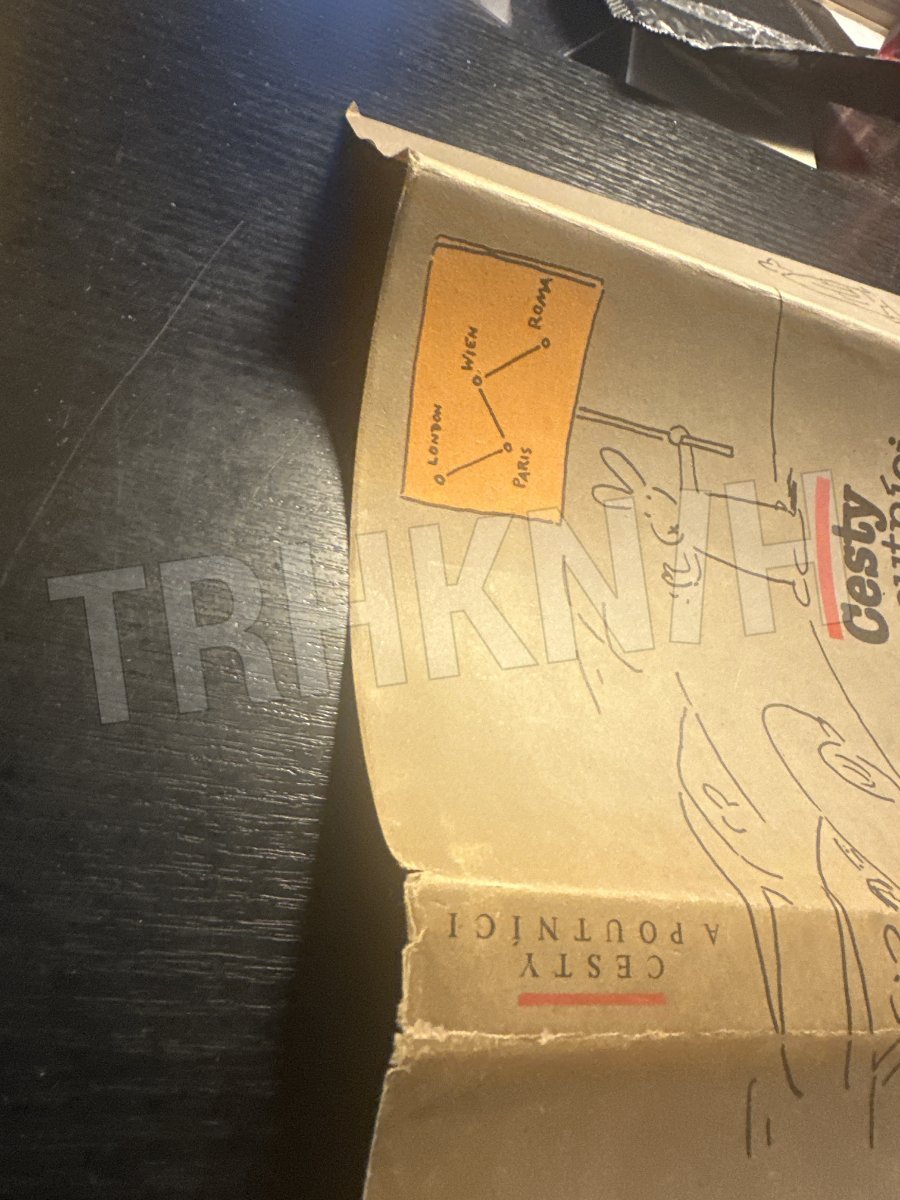 LONDON
WIEN
PARIS
ROMA
Cesty
CESTY
A POUTNÍCI
TRHKNIH